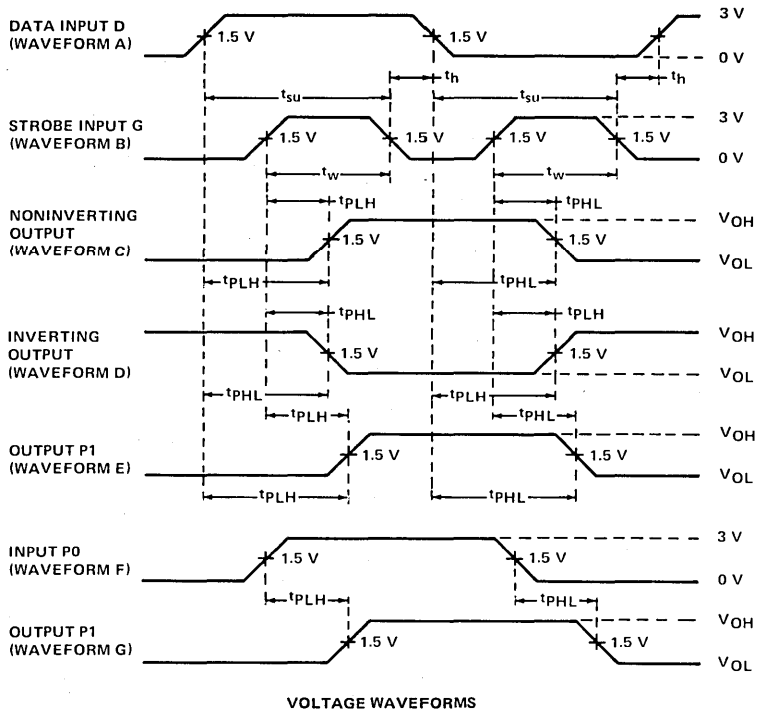 DATA INPUT D
(WAVEFORM A)
1.5 V
1.5 V
3 V
0 V
th
th
tsu
tsu
STROBE INPUT G
(WAVEFORM B)
1.5 V
1.5 V
1.5 V
1.5 V
3 V
0 V
tw
tw
tPLH
tPHL
NONINVERTING
OUTPUT
(WAVEFORM C)
1.5 V
1.5 V
VOH
VOL
tPLH
tPHL
tPHL
tPLH
INVERTING
OUTPUT
(WAVEFORM D)
1.5 V
1.5 V
VOH
VOL
tPHL
tPLH
tPLH
tPHL
OUTPUT P1
(WAVEFORM E)
1.5 V
1.5 V
VOH
VOL
tPLH
tPHL
INPUT P0
(WAVEFORM F)
1.5 V
1.5 V
3 V
0 V
tPLH
tPHL
OUTPUT P1
(WAVEFORM G)
1.5 V
1.5 V
VOH
VOL
VOLTAGE WAVEFORMS